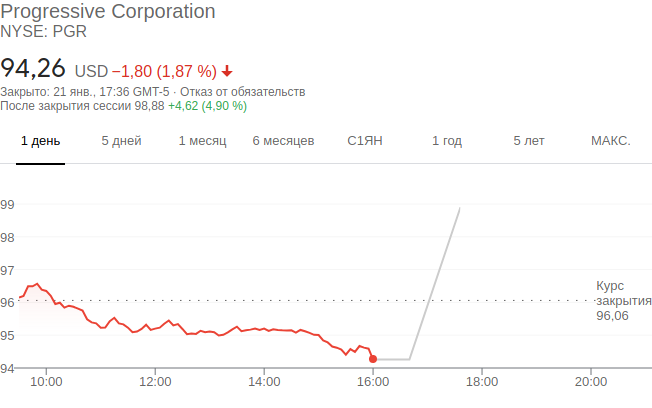 Progressive Corporation
NYSE: PGR
94,26 USD −1,80 (1,87 %)
Закрыто: 21 янв., 17:36 GMT-5 · Отказ от обязательств
После закрытия сессии 98,88 +4,62 (4,90 %)
1 день 5 дней 1 месяц 6 месяцев С1ЯН 1 год 5 лет МАКС.
99
98
97
96
95
94
Курс
закрытия
96,06
10:00 12:00 14:00 16:00 18:00 20:00